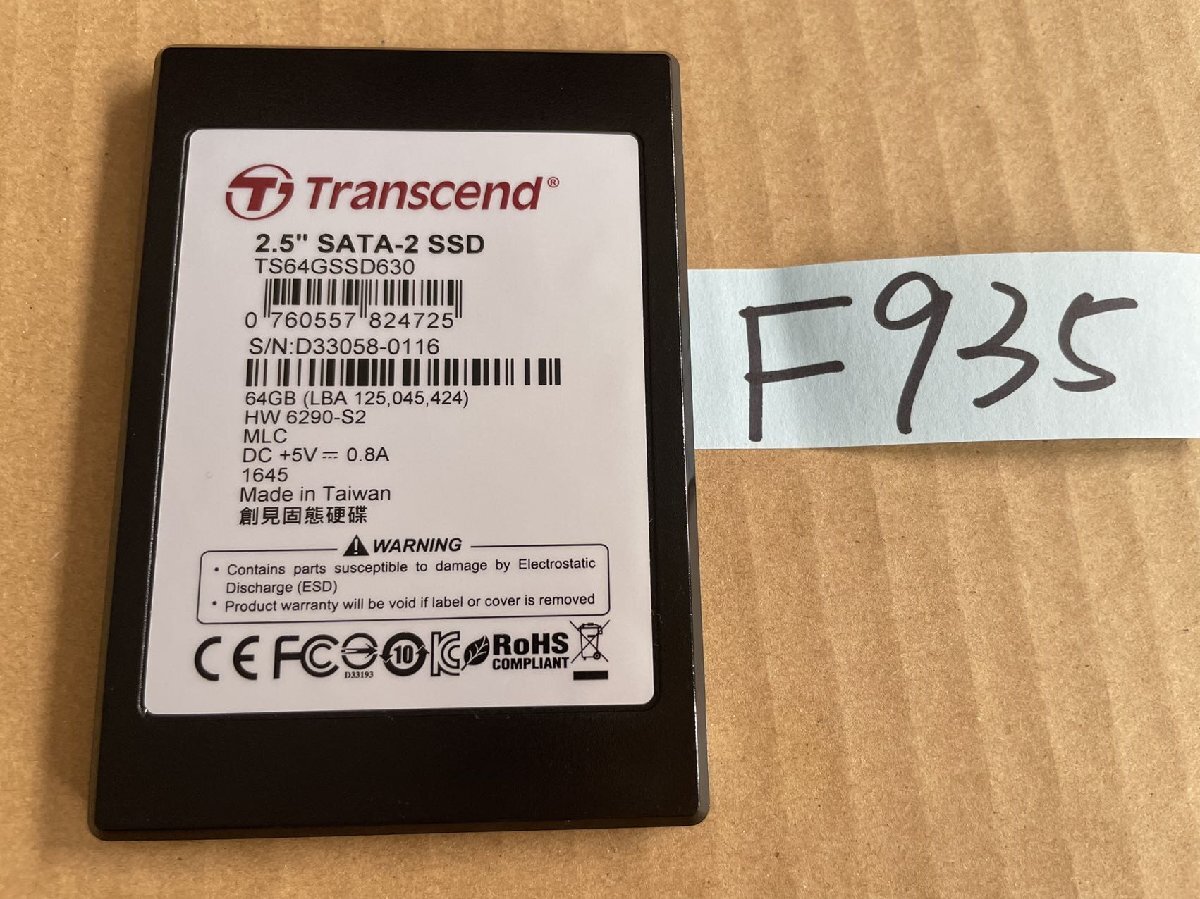 Transcend®
2.5" SATA-2 SSD
TS64GSSD630
0 760557 824725
S/N:D33058-0116
64GB (LBA 125,045,424)
HW 6290-S2
MLC
DC +5V ⎓ 0.8A
1645
Made in Taiwan
創見固態硬碟
WARNING
• Contains parts susceptible to damage by Electrostatic
Discharge (ESD)
• Product warranty will be void if label or cover is removed
CE FC 10 RoHS
COMPLIANT
D33193
F935